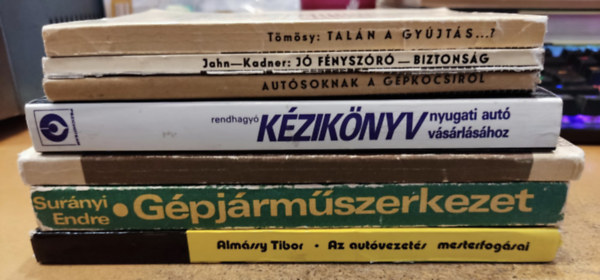 Tömösy: TALÁN A GYÚJTÁS...?
Jahn—Kadner: JÓ FÉNYSZÓRÓ — BIZTONSÁG
AUTÓSOKNAK A GÉPKOCSIRÓL
rendhagyó KÉZIKÖNYV nyugati autó
vásárlásához
Surányi
Endre • Gépjárműszerkezet
Almássy Tibor • Az autóvezetés mesterfogásai